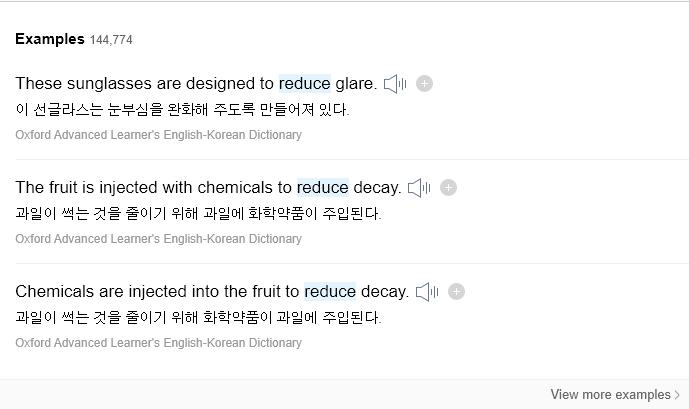 Examples 144,774
These sunglasses are designed to reduce glare.
이 선글라스는 눈부심을 완화해 주도록 만들어져 있다.
Oxford Advanced Learner's English-Korean Dictionary
The fruit is injected with chemicals to reduce decay.
과일이 썩는 것을 줄이기 위해 과일에 화학약품이 주입된다.
Oxford Advanced Learner's English-Korean Dictionary
Chemicals are injected into the fruit to reduce decay.
과일이 썩는 것을 줄이기 위해 화학약품이 과일에 주입된다.
Oxford Advanced Learner's English-Korean Dictionary
View more examples